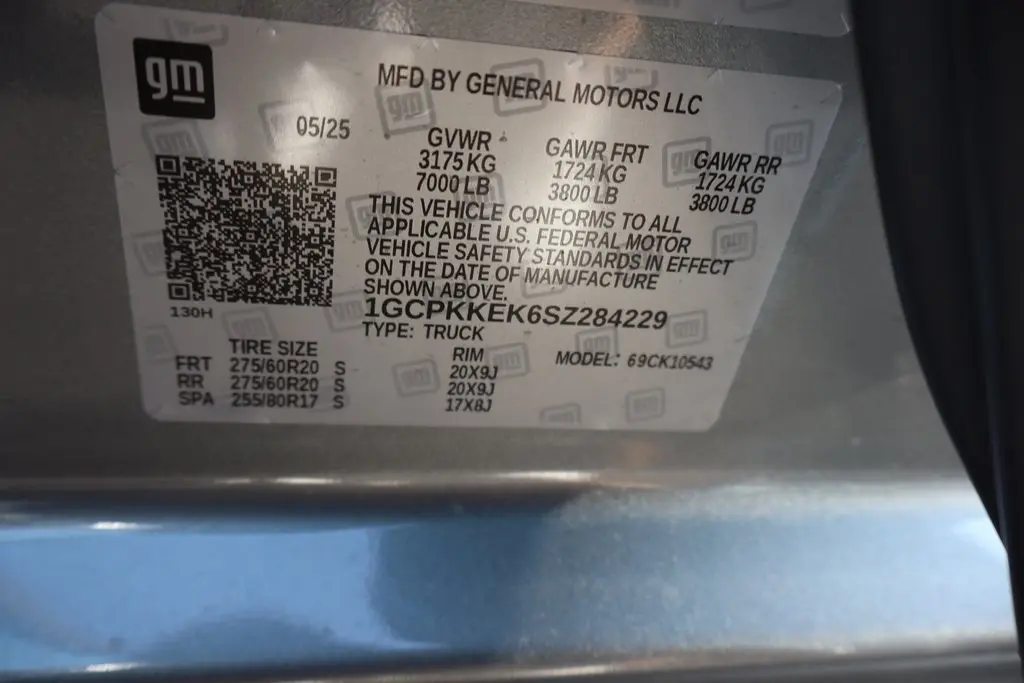 gm
MFD BY GENERAL MOTORS LLC
05/25
GVWR GAWR FRT GAWR RR
3175 KG 1724 KG 1724 KG
7000 LB 3800 LB 3800 LB
THIS VEHICLE CONFORMS TO ALL
APPLICABLE U.S. FEDERAL MOTOR
VEHICLE SAFETY STANDARDS IN EFFECT
ON THE DATE OF MANUFACTURE
SHOWN ABOVE.
130H
1GCPKKEK6SZ284229
TYPE: TRUCK
TIRE SIZE RIM MODEL: 69CK10543
FRT 275/60R20 S 20X9J
RR 275/60R20 S 20X9J
SPA 255/80R17 S 17X8J